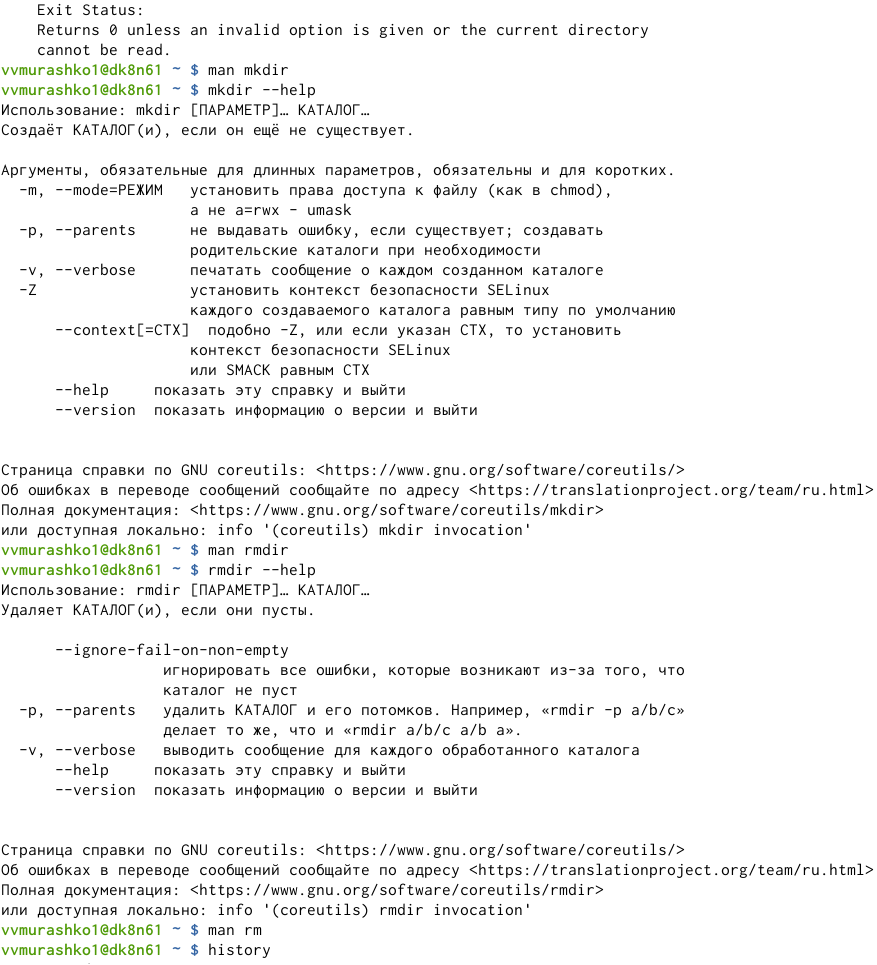 Exit Status:
Returns 0 unless an invalid option is given or the current directory
cannot be read.
vvmurashko1@dk8n61 ~ $ man mkdir
vvmurashko1@dk8n61 ~ $ mkdir --help
Использование: mkdir [ПАРАМЕТР]… КАТАЛОГ…
Создаёт КАТАЛОГ(и), если он ещё не существует.

Аргументы, обязательные для длинных параметров, обязательны и для коротких.
  -m, --mode=РЕЖИМ   установить права доступа к файлу (как в chmod),
                     а не a=rwx - umask
  -p, --parents      не выдавать ошибку, если существует; создавать
                     родительские каталоги при необходимости
  -v, --verbose      печатать сообщение о каждом созданном каталоге
  -Z                 установить контекст безопасности SELinux
                     каждого создаваемого каталога равным типу по умолчанию
      --context[=CTX]  подобно -Z, или если указан CTX, то установить
                     контекст безопасности SELinux
                     или SMACK равным CTX
      --help     показать эту справку и выйти
      --version  показать информацию о версии и выйти

Страница справки по GNU coreutils: <https://www.gnu.org/software/coreutils/>
Об ошибках в переводе сообщений сообщайте по адресу <https://translationproject.org/team/ru.html>
Полная документация: <https://www.gnu.org/software/coreutils/mkdir>
или доступная локально: info '(coreutils) mkdir invocation'
vvmurashko1@dk8n61 ~ $ man rmdir
vvmurashko1@dk8n61 ~ $ rmdir --help
Использование: rmdir [ПАРАМЕТР]… КАТАЛОГ…
Удаляет КАТАЛОГ(и), если они пусты.

      --ignore-fail-on-non-empty
                  игнорировать все ошибки, которые возникают из-за того, что
                  каталог не пуст
  -p, --parents   удалить КАТАЛОГ и его потомков. Например, «rmdir -p a/b/c»
                  делает то же, что и «rmdir a/b/c a/b a».
  -v, --verbose   выводить сообщение для каждого обработанного каталога
      --help     показать эту справку и выйти
      --version  показать информацию о версии и выйти

Страница справки по GNU coreutils: <https://www.gnu.org/software/coreutils/>
Об ошибках в переводе сообщений сообщайте по адресу <https://translationproject.org/team/ru.html>
Полная документация: <https://www.gnu.org/software/coreutils/rmdir>
или доступная локально: info '(coreutils) rmdir invocation'
vvmurashko1@dk8n61 ~ $ man rm
vvmurashko1@dk8n61 ~ $ history